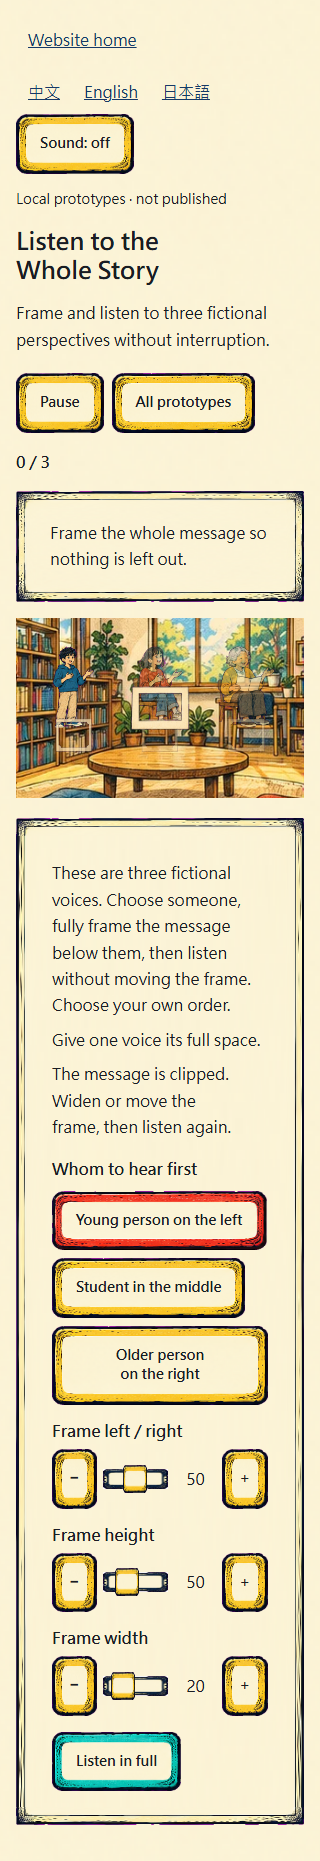 Website home
中文 English 日本語
Sound: off
Local prototypes · not published
Listen to the
Whole Story
Frame and listen to three fictional
perspectives without interruption.
Pause All prototypes
0 / 3
Frame the whole message so
nothing is left out.
These are three fictional
voices. Choose someone,
fully frame the message
below them, then listen
without moving the frame.
Choose your own order.
Give one voice its full space.
The message is clipped.
Widen or move the
frame, then listen again.
Whom to hear first
Young person on the left
Student in the middle
Older person
on the right
Frame left / right
− 50 +
Frame height
− 50 +
Frame width
− 20 +
Listen in full